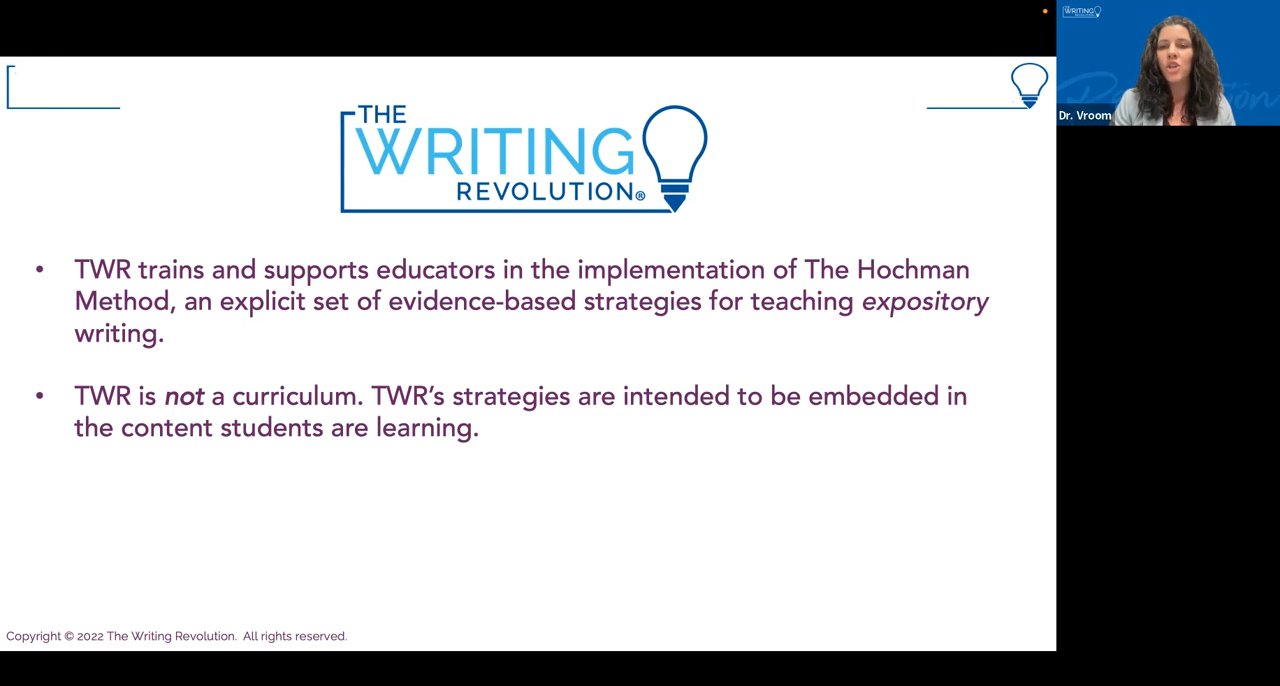 THE
WRITING
REVOLUTION®
• TWR trains and supports educators in the implementation of The Hochman
Method, an explicit set of evidence-based strategies for teaching expository
writing.
• TWR is not a curriculum. TWR's strategies are intended to be embedded in
the content students are learning.
Copyright © 2022 The Writing Revolution. All rights reserved.
WRITING
Dr. Vroom